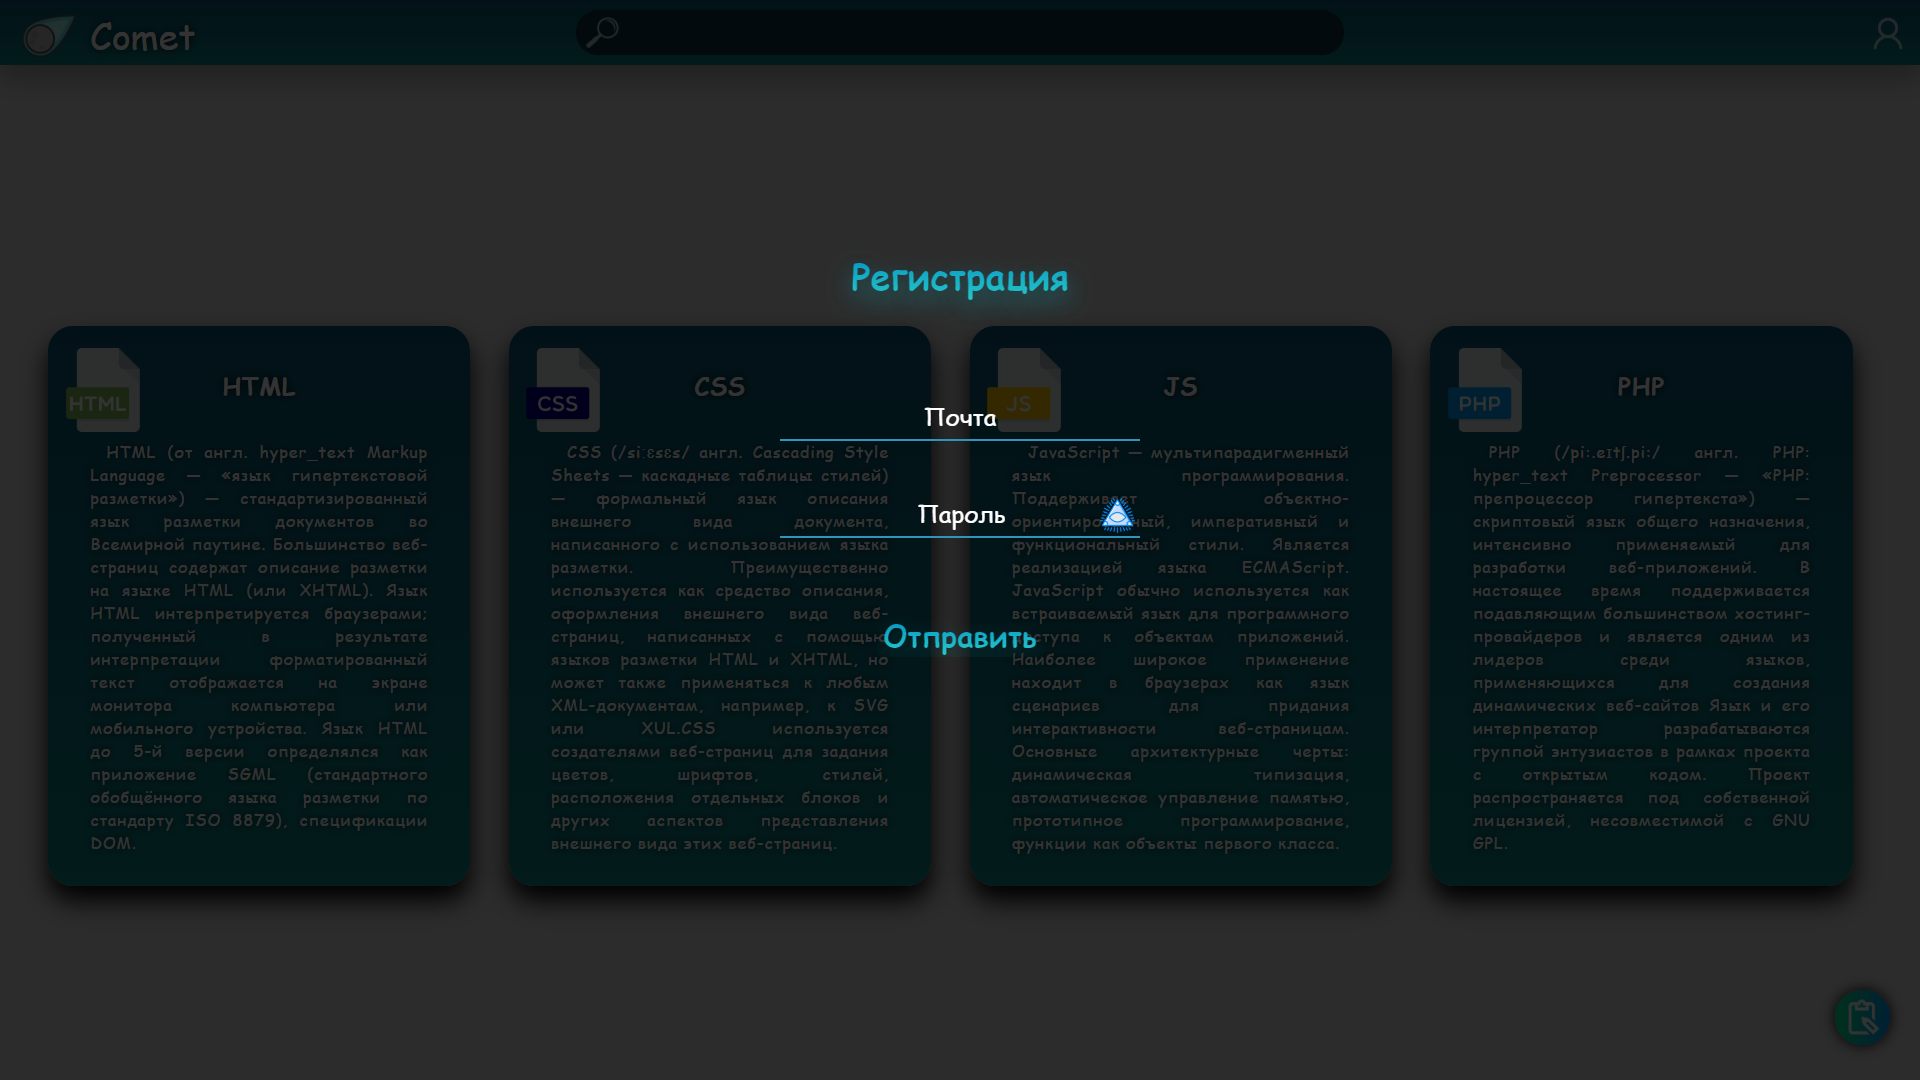 Comet
Регистрация
Почта
Пароль
Отправить
HTML
HTML
HTML (от англ. hyper_text Markup
Language — «язык гипертекстовой
разметки») — стандартизированный
язык разметки документов во
Всемирной паутине. Большинство веб-
страниц содержат описание разметки
на языке HTML (или XHTML). Язык
HTML интерпретируется браузерами;
полученный в результате
интерпретации форматированный
текст отображается на экране
монитора компьютера или
мобильного устройства. Язык HTML
до 5-й версии определялся как
приложение SGML (стандартного
обобщённого языка разметки по
стандарту ISO 8879), спецификации
DOM.
CSS
CSS
CSS (/siːɛsɛs/ англ. Cascading Style
Sheets — каскадные таблицы стилей)
— формальный язык описания
внешнего вида документа,
написанного с использованием языка
разметки. Преимущественно
используется как средство описания,
оформления внешнего вида веб-
страниц, написанных с помощью
языков разметки HTML и XHTML, но
может также применяться к любым
XML-документам, например, к SVG
или XUL.CSS используется
создателями веб-страниц для задания
цветов, шрифтов, стилей,
расположения отдельных блоков и
других аспектов представления
внешнего вида этих веб-страниц.
JS
JS
JavaScript — мультипарадигменный
язык программирования.
Поддерживает объектно-
ориентированный, императивный и
функциональный стили. Является
реализацией языка ECMAScript.
JavaScript обычно используется как
встраиваемый язык для программного
доступа к объектам приложений.
Наиболее широкое применение
находит в браузерах как язык
сценариев для придания
интерактивности веб-страницам.
Основные архитектурные черты:
динамическая типизация,
автоматическое управление памятью,
прототипное программирование,
функции как объекты первого класса.
PHP
PHP
PHP (/pi:.eɪtʃ.pi:/ англ. PHP:
hyper_text Preprocessor — «PHP:
препроцессор гипертекста») —
скриптовый язык общего назначения,
интенсивно применяемый для
разработки веб-приложений. В
настоящее время поддерживается
подавляющим большинством хостинг-
провайдеров и является одним из
лидеров среди языков,
применяющихся для создания
динамических веб-сайтов Язык и его
интерпретатор разрабатываются
группой энтузиастов в рамках проекта
с открытым кодом. Проект
распространяется под собственной
лицензией, несовместимой с GNU
GPL.